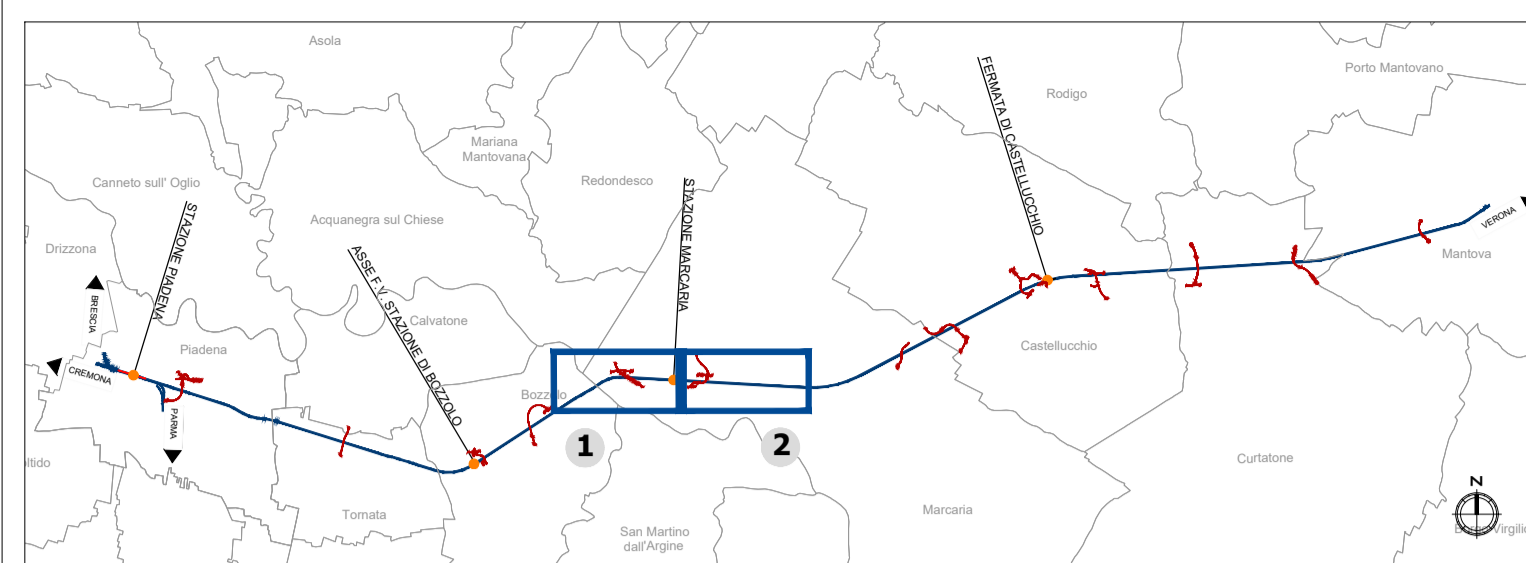 Asola
Porto Mantovano
Rodigo
FERMATA DI CASTELLUCCHIO
Mariana
Mantovana
Redondesco
Canneto sull' Oglio
STAZIONE PIADENA
STAZIONE MARCARIA
Acquanegra sul Chiese
VERONA
Drizzona
ASSE F.V. STAZIONE DI BOZZOLO
Mantova
BRESCIA
Calvatone
Piadena
Castellucchio
CREMONA
Bozzolo
PARMA
1
2
Curtatone
N
Marcaria
Tornata
San Martino
dall'Argine